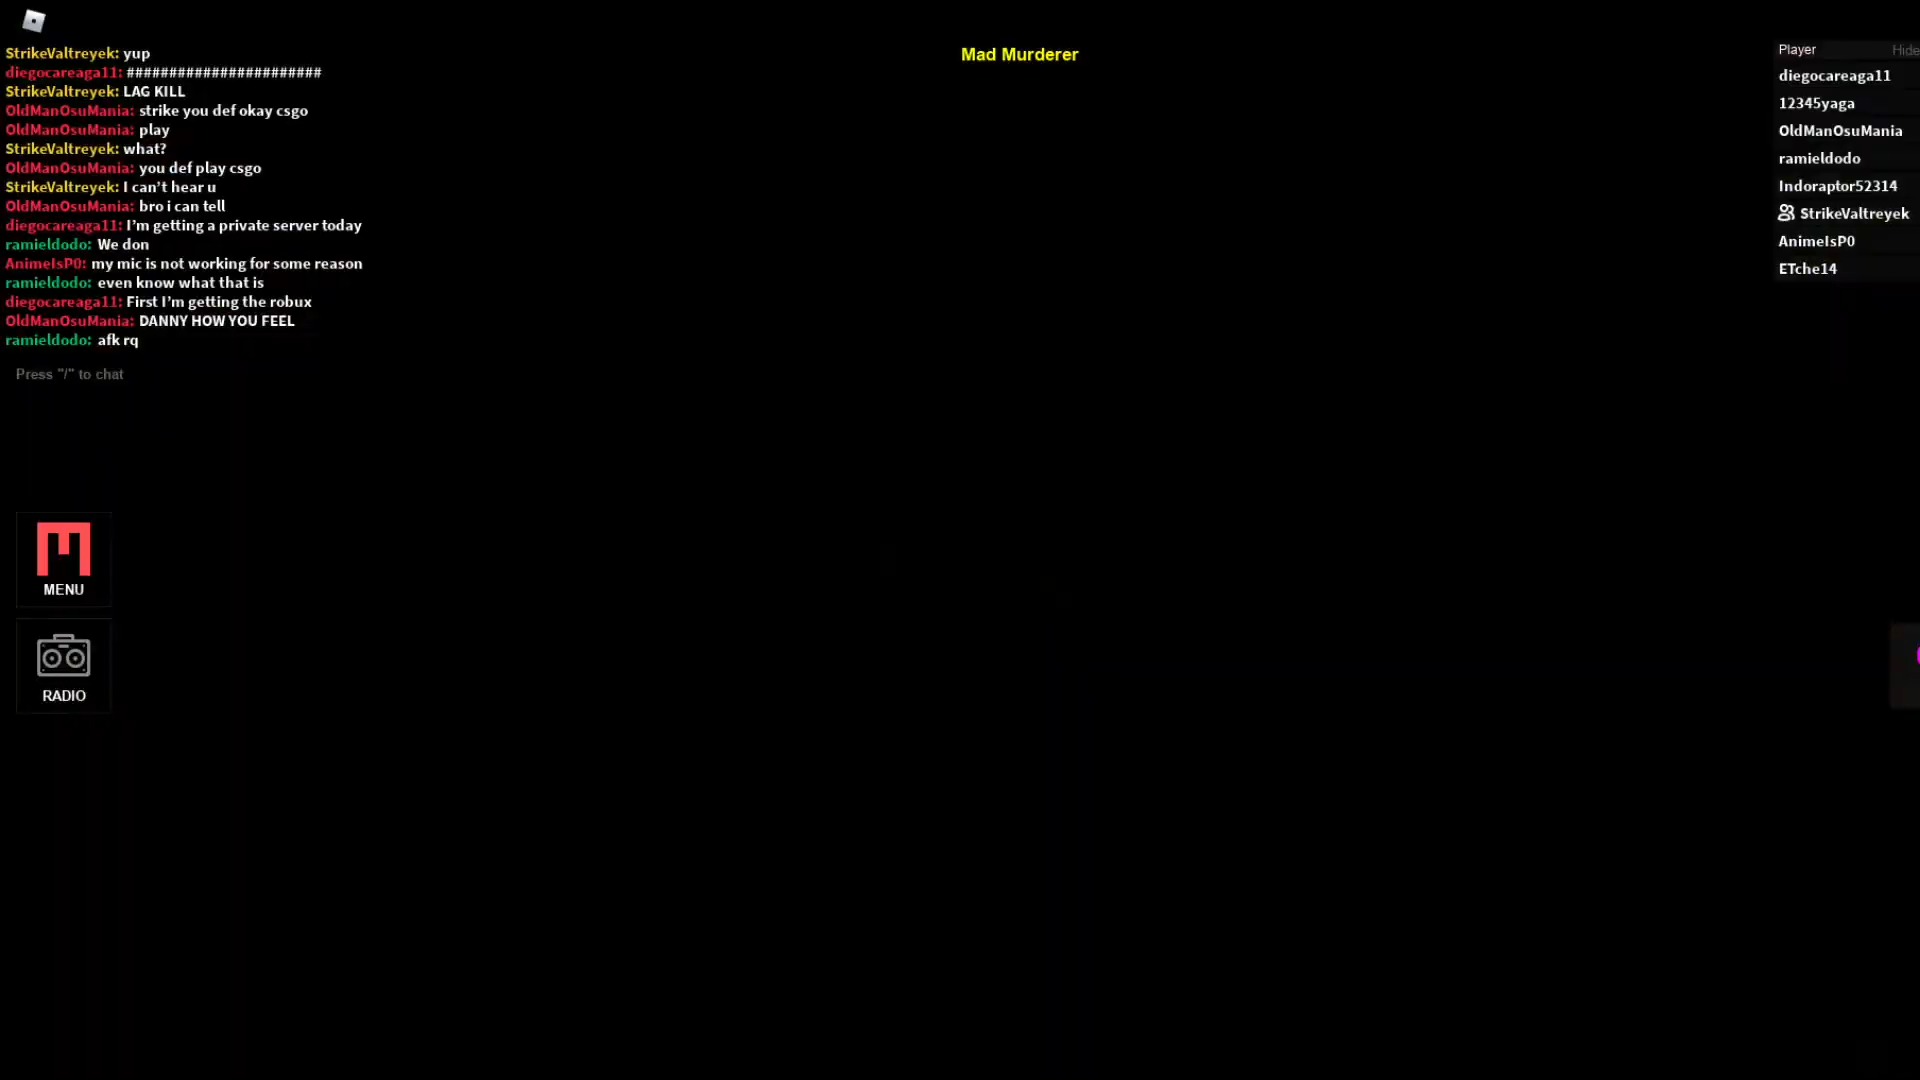 StrikeValtreyek: yup
diegocareaga11: #######################
StrikeValtreyek: LAG KILL
OldManOsuMania: strike you def okay csgo
OldManOsuMania: play
StrikeValtreyek: what?
OldManOsuMania: you def play csgo
StrikeValtreyek: I can't hear u
OldManOsuMania: bro i can tell
diegocareaga11: I'm getting a private server today
ramieldodo: We don
AnimeIsP0: my mic is not working for some reason
ramieldodo: even know what that is
diegocareaga11: First I'm getting the robux
OldManOsuMania: DANNY HOW YOU FEEL
ramieldodo: afk rq
Press "/" to chat
MENU
RADIO
Mad Murderer
Player Hide
diegocareaga11
12345yaga
OldManOsuMania
ramieldodo
Indoraptor52314
StrikeValtreyek
AnimeIsP0
ETche14